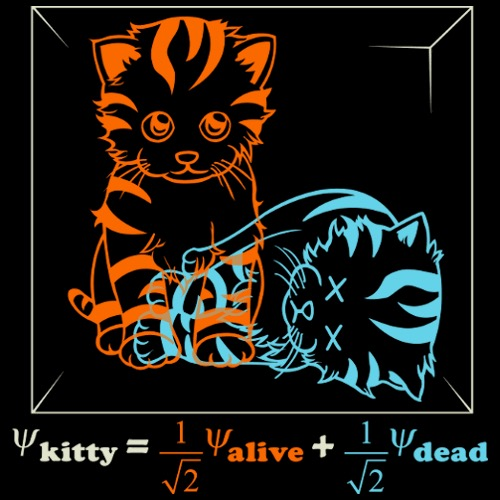 ψkitty = 1/√2 ψalive + 1/√2 ψdead